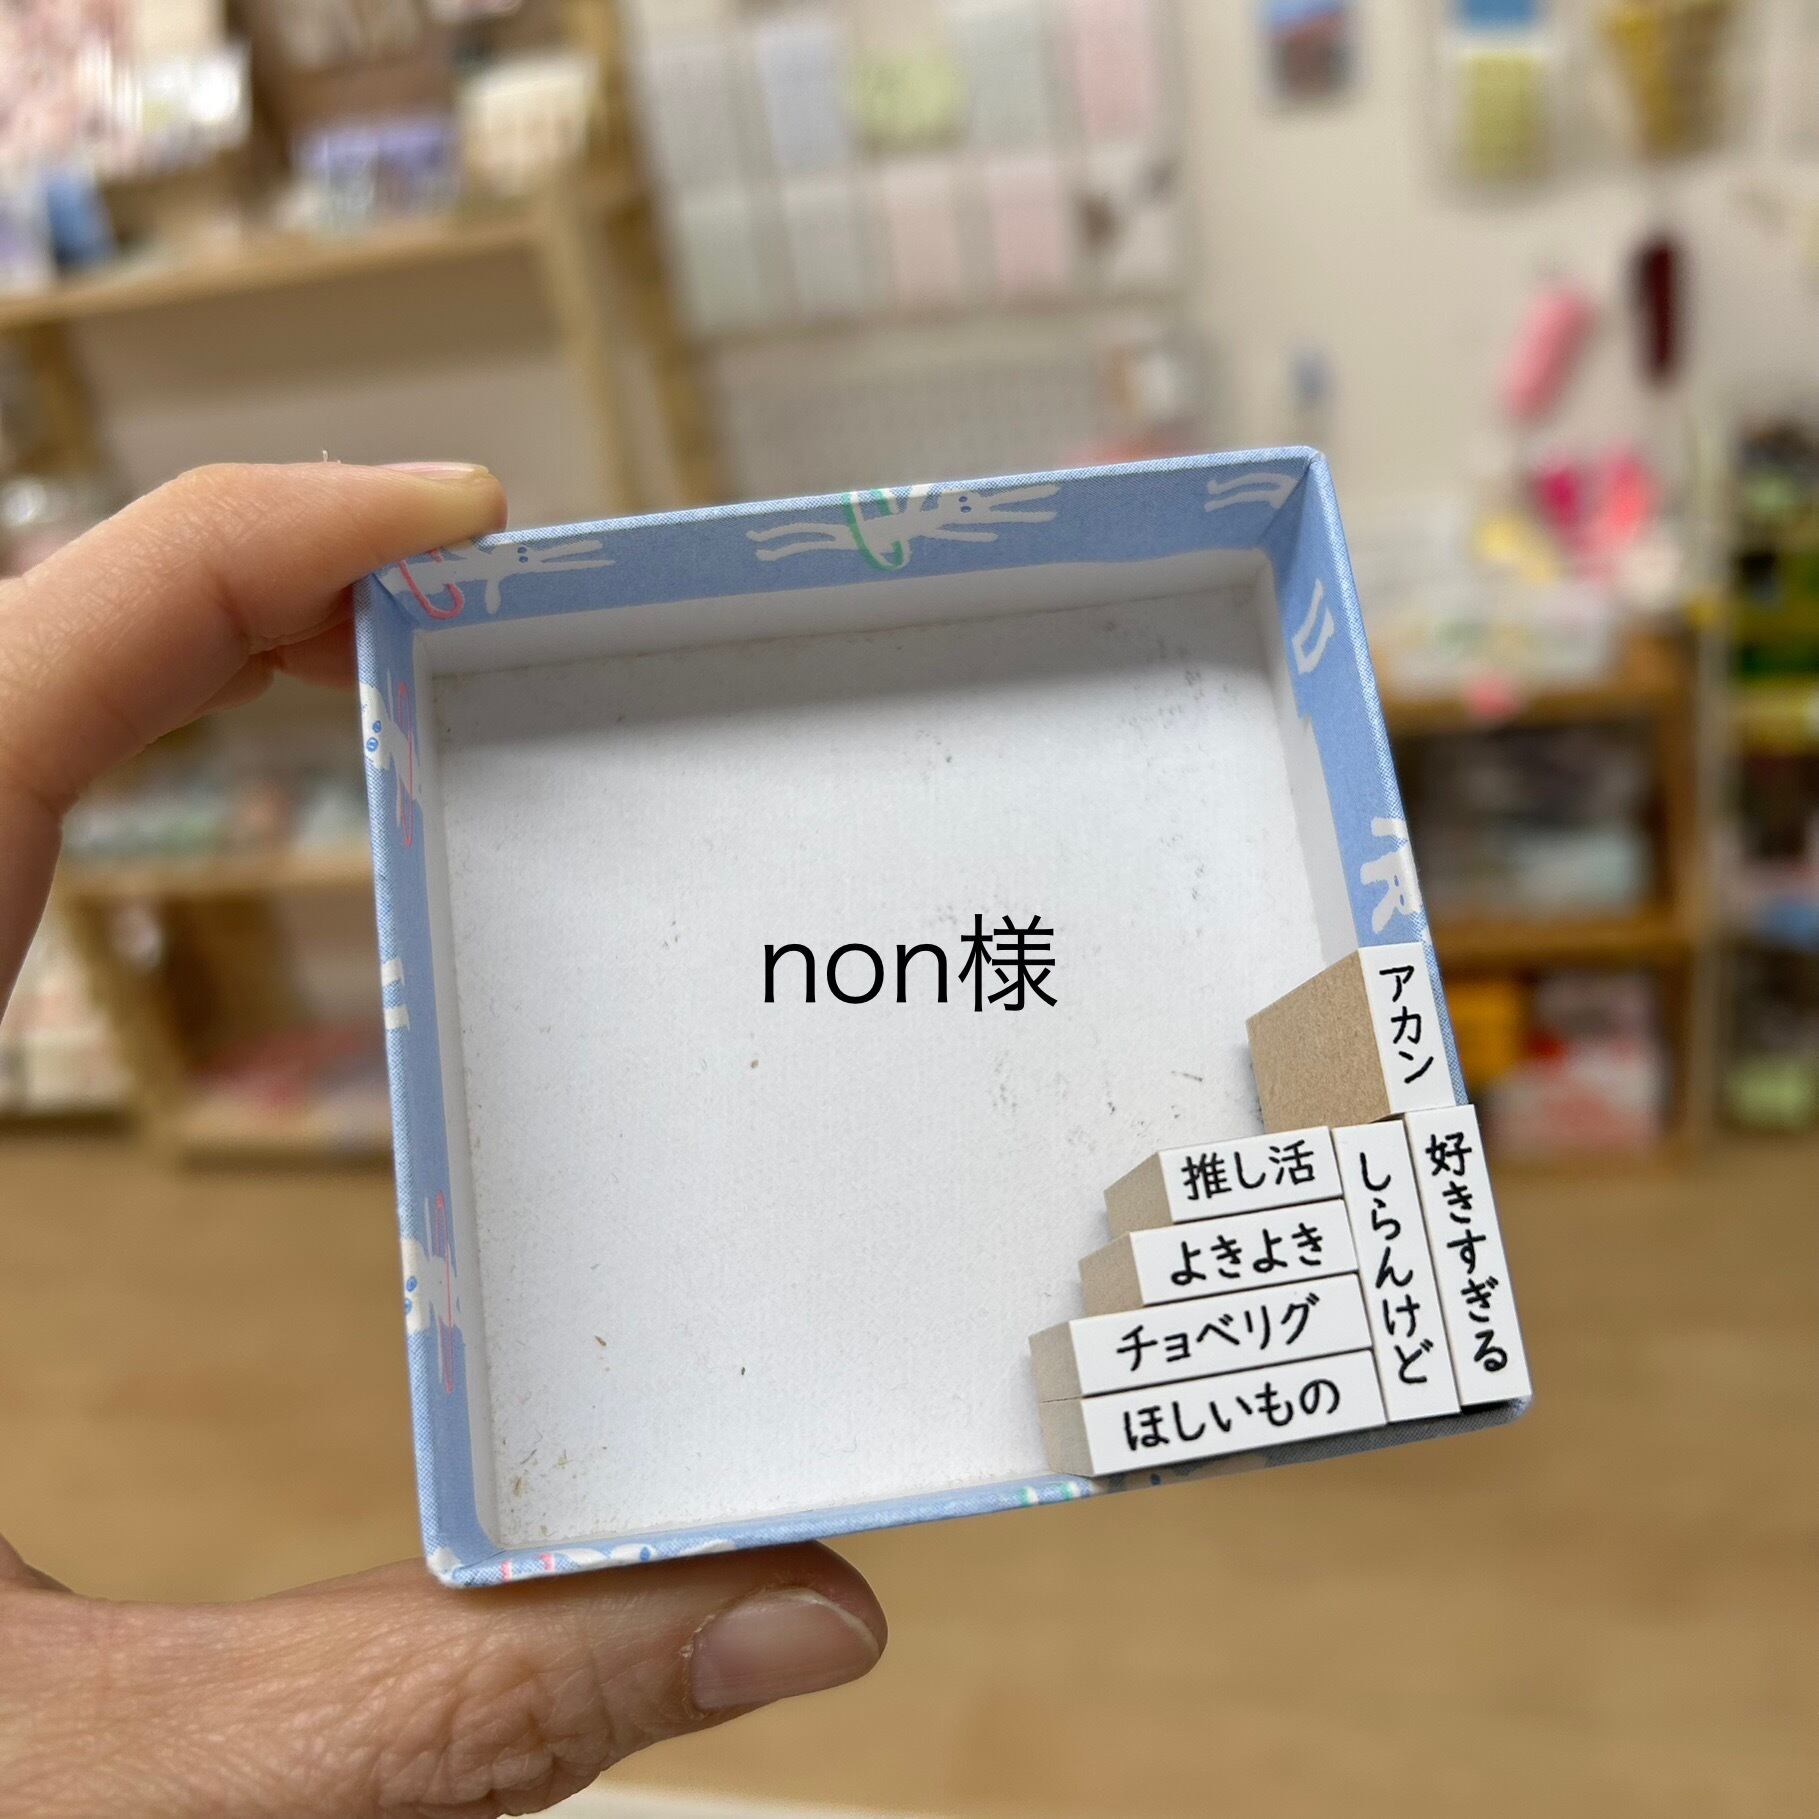 non様
アカン
好きすぎる
しらんけど
推し活
よきよき
チョベリグ
ほしいもの